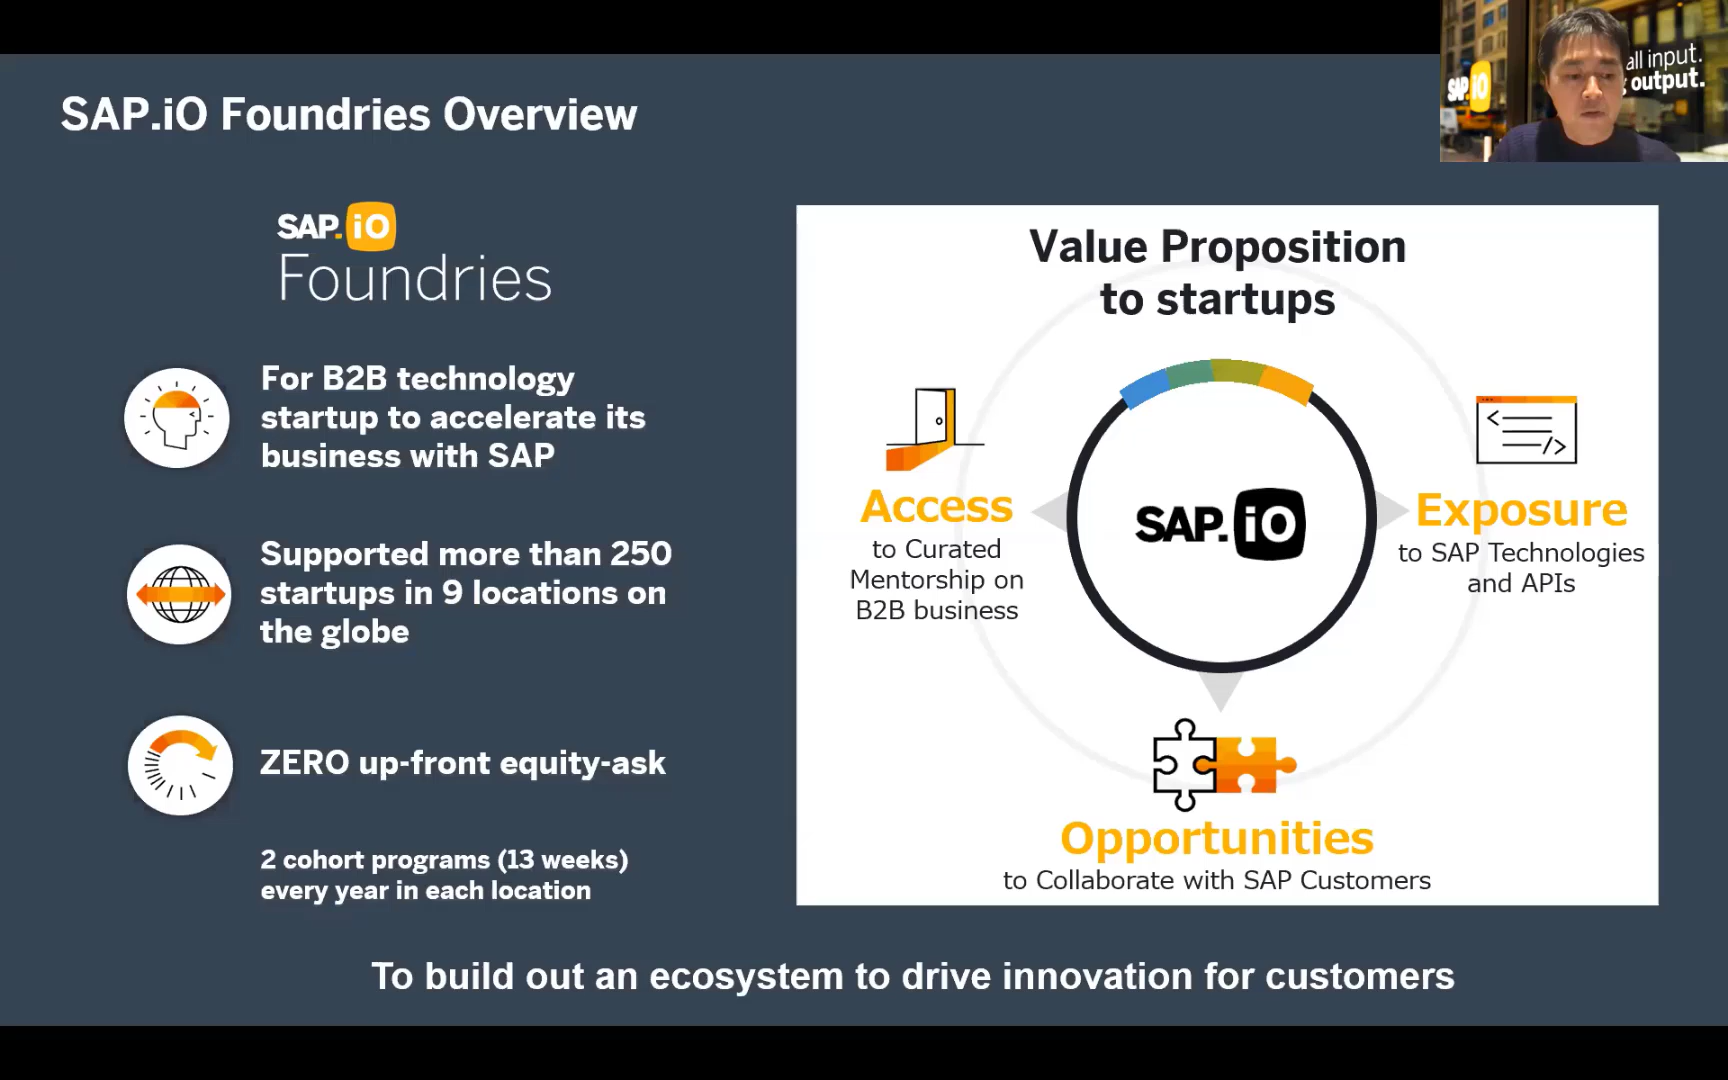 SAP.iO Foundries Overview
all input.
output.
SAP.iO
SAP.iO
Foundries
For B2B technology
startup to accelerate its
business with SAP
Supported more than 250
startups in 9 locations on
the globe
ZERO up-front equity-ask
2 cohort programs (13 weeks)
every year in each location
Value Proposition
to startups
Access
to Curated
Mentorship on
B2B business
SAP.iO
Exposure
to SAP Technologies
and APIs
Opportunities
to Collaborate with SAP Customers
To build out an ecosystem to drive innovation for customers